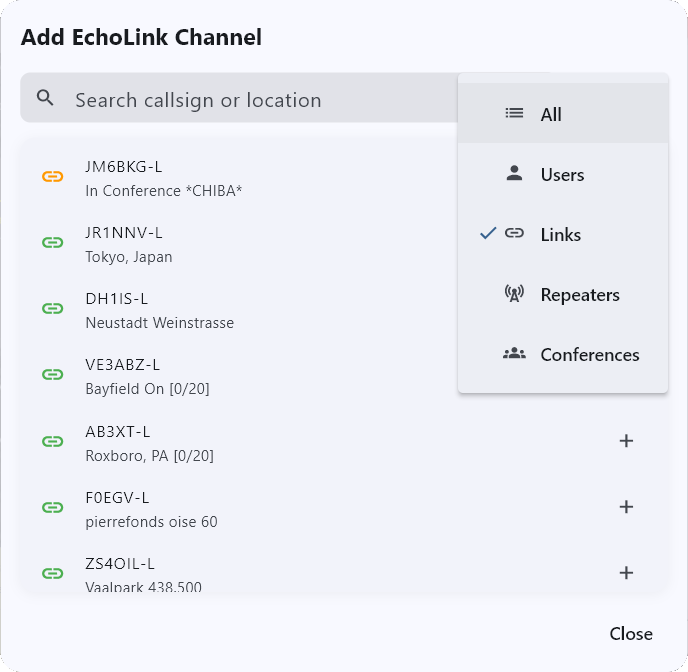 Add EchoLink Channel
Search callsign or location
All
Users
Links
Repeaters
Conferences
JM6BKG-L
In Conference *CHIBA*
JR1NNV-L
Tokyo, Japan
DH1IS-L
Neustadt Weinstrasse
VE3ABZ-L
Bayfield On [0/20]
AB3XT-L
Roxboro, PA [0/20]
F0EGV-L
pierrefonds oise 60
ZS4OIL-L
Vaalpark 438.500
Close